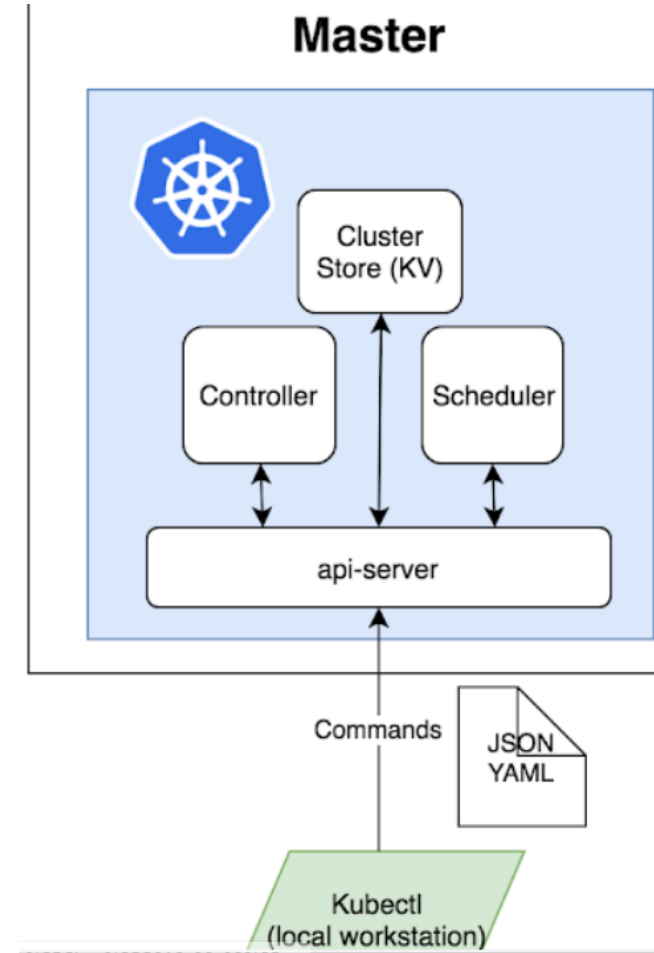 Master
Cluster
Store (KV)
Controller
Scheduler
api-server
Commands
JSON
YAML
Kubectl
(local workstation)